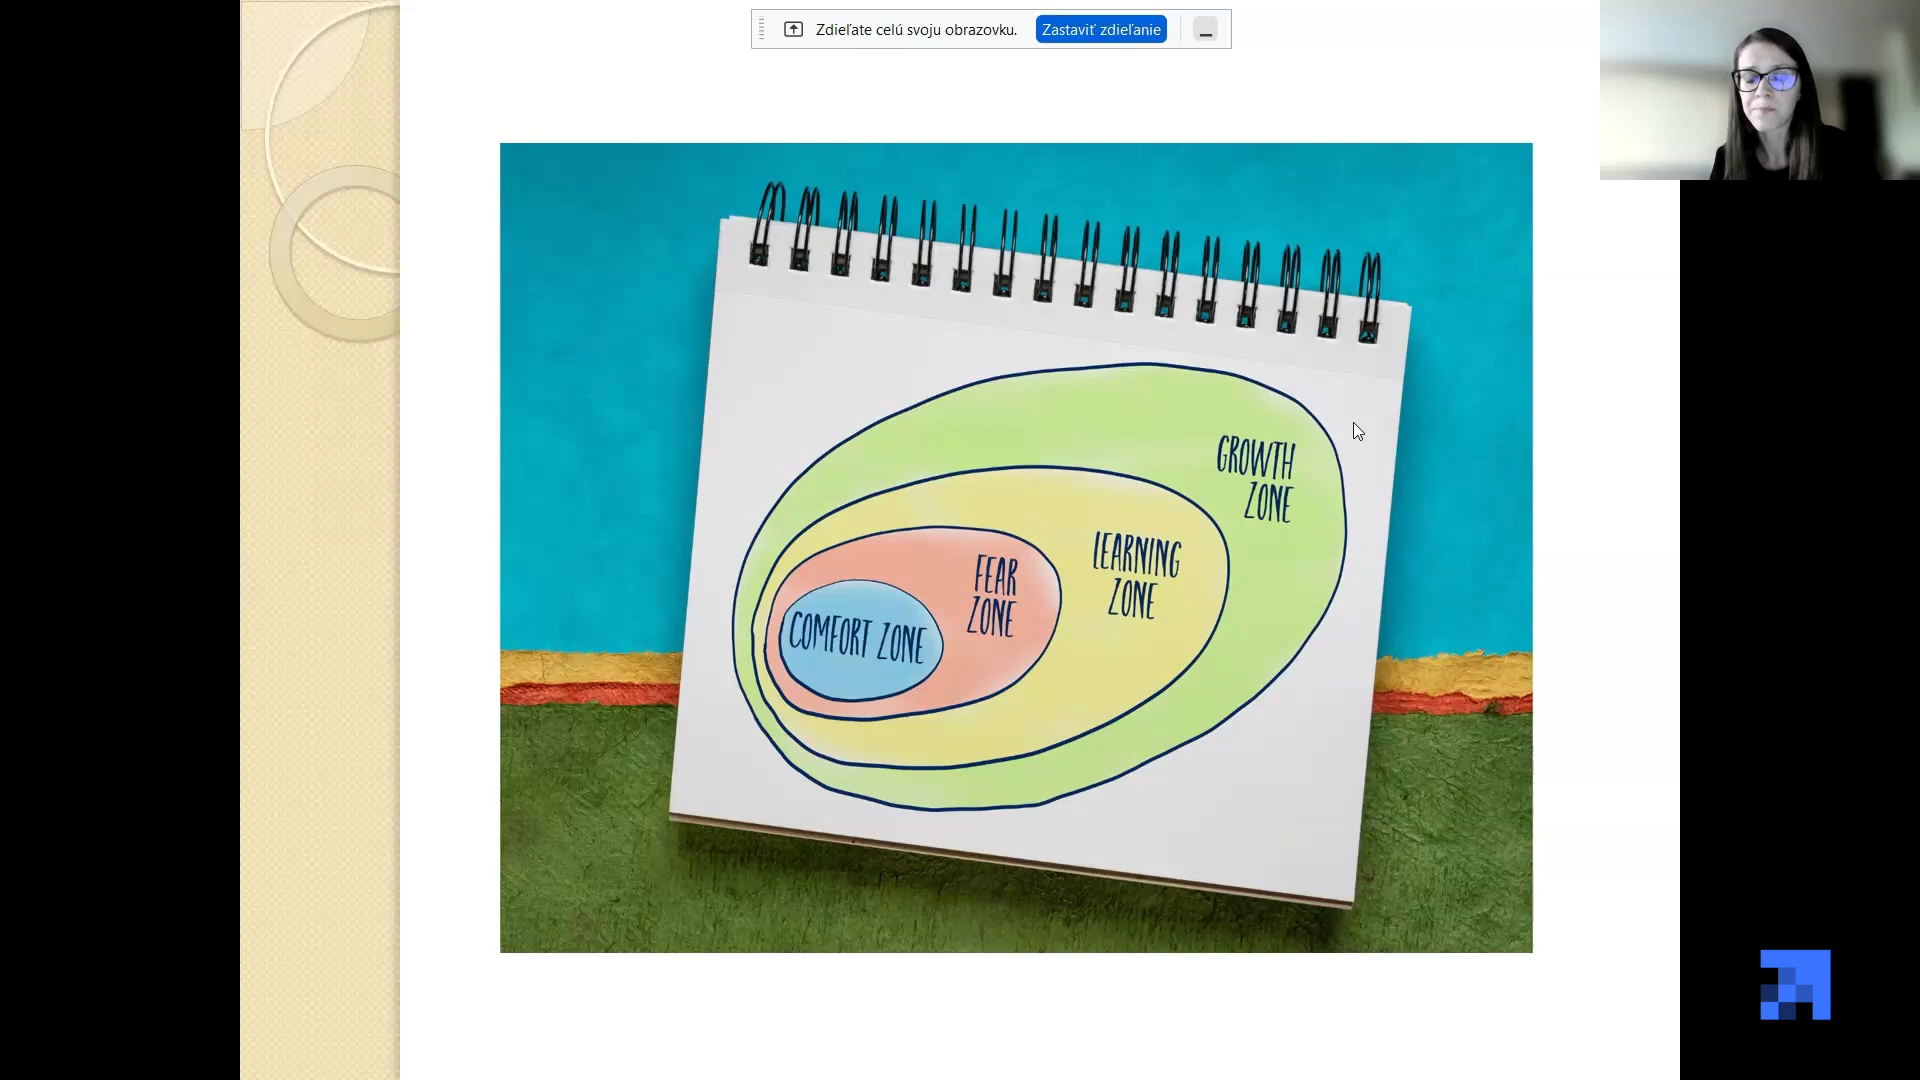 Zdieľate celú svoju obrazovku.
Zastaviť zdieľanie
GROWTH
ZONE
LEARNING
ZONE
FEAR
ZONE
COMFORT ZONE